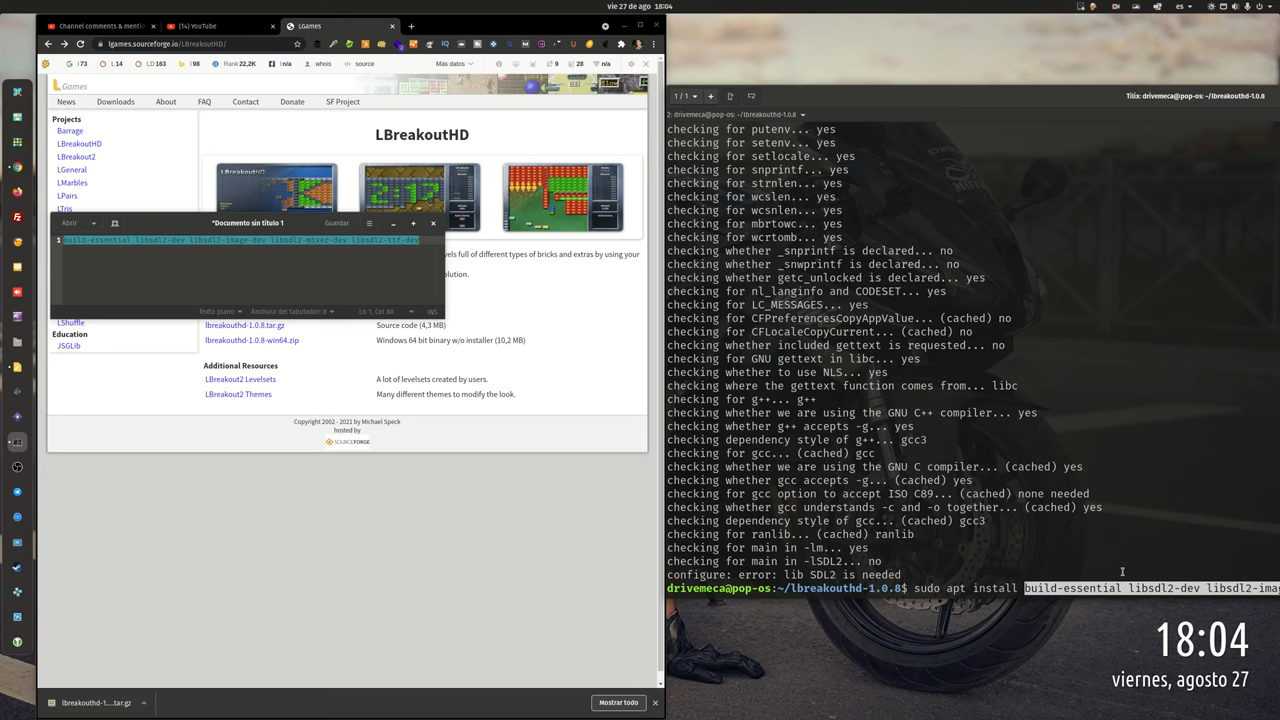 vie 27 de ago 18:04
es
Channel comments & mentio
(14) YouTube
LGames
lgames.sourceforge.io/LBreakoutHD/
I 73
L 14
LD 163
I 98
Rank 22,2K
I n/a
whois
source
Más datos
9
28
n/a
LGames
News
Downloads
About
FAQ
Contact
Donate
SF Project
Projects
Barrage
LBreakoutHD
LBreakout2
LGeneral
LMarbles
LPairs
LTris
LBreakoutHD
Abrir
*Documento sin título 1
Guardar
1 build-essential libsdl2-dev libsdl2-image-dev libsdl2-mixer-dev libsdl2-ttf-dev
Texto plano
Anchura del tabulador: 8
Ln 1, Col 80
INS
vels full of different types of bricks and extras by using your
olution.
LShuffle
Education
JSGLib
lbreakouthd-1.0.8.tar.gz
Source code (4,3 MB)
lbreakouthd-1.0.8-win64.zip
Windows 64 bit binary w/o installer (10,2 MB)
Additional Resources
LBreakout2 Levelsets
A lot of levelsets created by users.
LBreakout2 Themes
Many different themes to modify the look.
Copyright 2002 - 2021 by Michael Speck
hosted by
SOURCEFORGE
lbreakouthd-1....tar.gz
Mostrar todo
1 / 1
Tilix: drivemeca@pop-os: ~/lbreakouthd-1.0.8
2: drivemeca@pop-os: ~/lbreakouthd-1.0.8
checking for putenv... yes
checking for setenv... yes
checking for setlocale... yes
checking for snprintf... yes
checking for strnlen... yes
checking for wcslen... yes
checking for wcsnlen... yes
checking for mbrtowc... yes
checking for wcrtomb... yes
checking whether _snprintf is declared... no
checking whether _snwprintf is declared... no
checking whether getc_unlocked is declared... yes
checking for nl_langinfo and CODESET... yes
checking for LC_MESSAGES... yes
checking for CFPreferencesCopyAppValue... (cached) no
checking for CFLocaleCopyCurrent... (cached) no
checking whether included gettext is requested... no
checking for GNU gettext in libc... yes
checking whether to use NLS... yes
checking where the gettext function comes from... libc
checking for g++... g++
checking whether we are using the GNU C++ compiler... yes
checking whether g++ accepts -g... yes
checking dependency style of g++... gcc3
checking for gcc... (cached) gcc
checking whether we are using the GNU C compiler... (cached) yes
checking whether gcc accepts -g... (cached) yes
checking for gcc option to accept ISO C89... (cached) none needed
checking whether gcc understands -c and -o together... (cached) yes
checking dependency style of gcc... (cached) gcc3
checking for ranlib... (cached) ranlib
checking for main in -lm... yes
checking for main in -lSDL2... no
configure: error: lib SDL2 is needed
drivemeca@pop-os:~/lbreakouthd-1.0.8$ sudo apt install build-essential libsdl2-dev libsdl2-imag
18:04
viernes, agosto 27